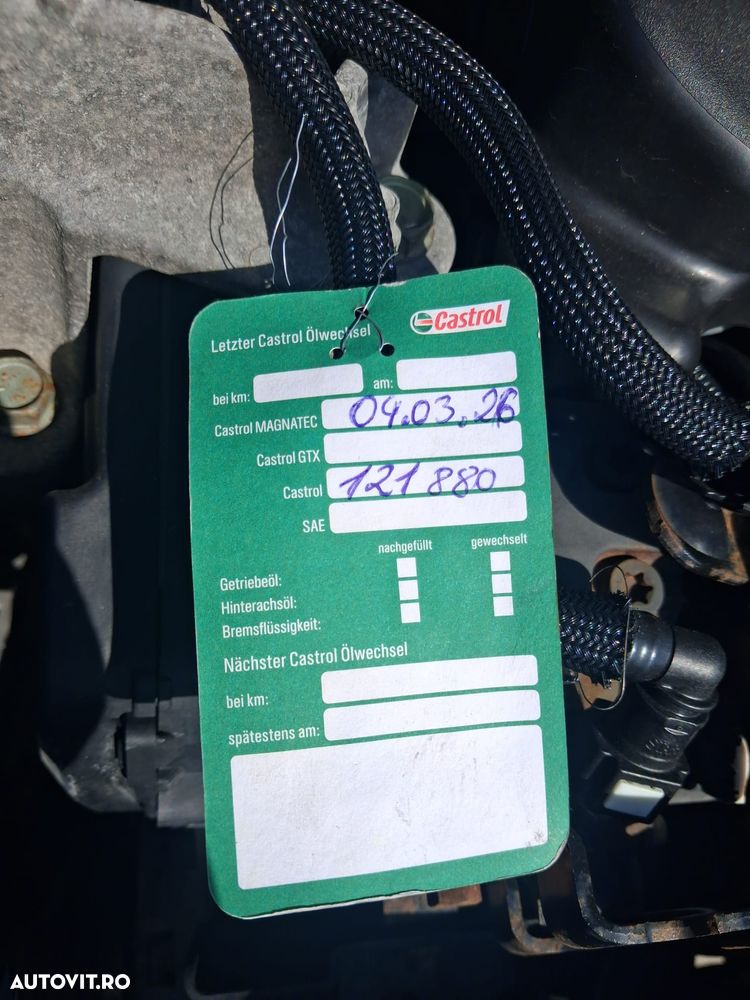 Castrol
Letzter Castrol Ölwechsel
bei km: am:
Castrol MAGNATEC 04.03.26
Castrol GTX
Castrol 121 880
SAE
nachgefüllt gewechselt
Getriebeöl:
Hinterachsöl:
Bremsflüssigkeit:
Nächster Castrol Ölwechsel
bei km:
spätestens am:
AUTOVIT.RO